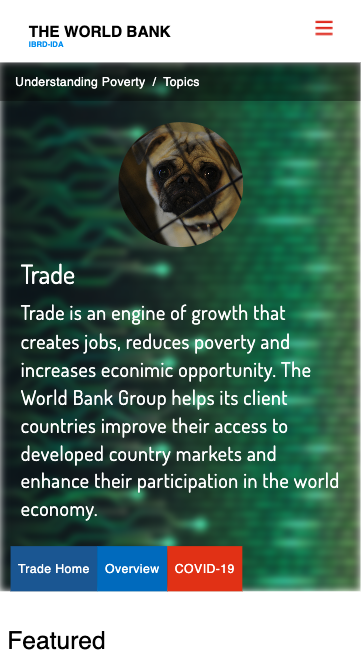 THE WORLD BANK
IBRD-IDA
Understanding Poverty / Topics
Trade
Trade is an engine of growth that
creates jobs, reduces poverty and
increases econimic opportunity. The
World Bank Group helps its client
countries improve their access to
developed country markets and
enhance their participation in the world
economy.
Trade Home Overview COVID-19
Featured